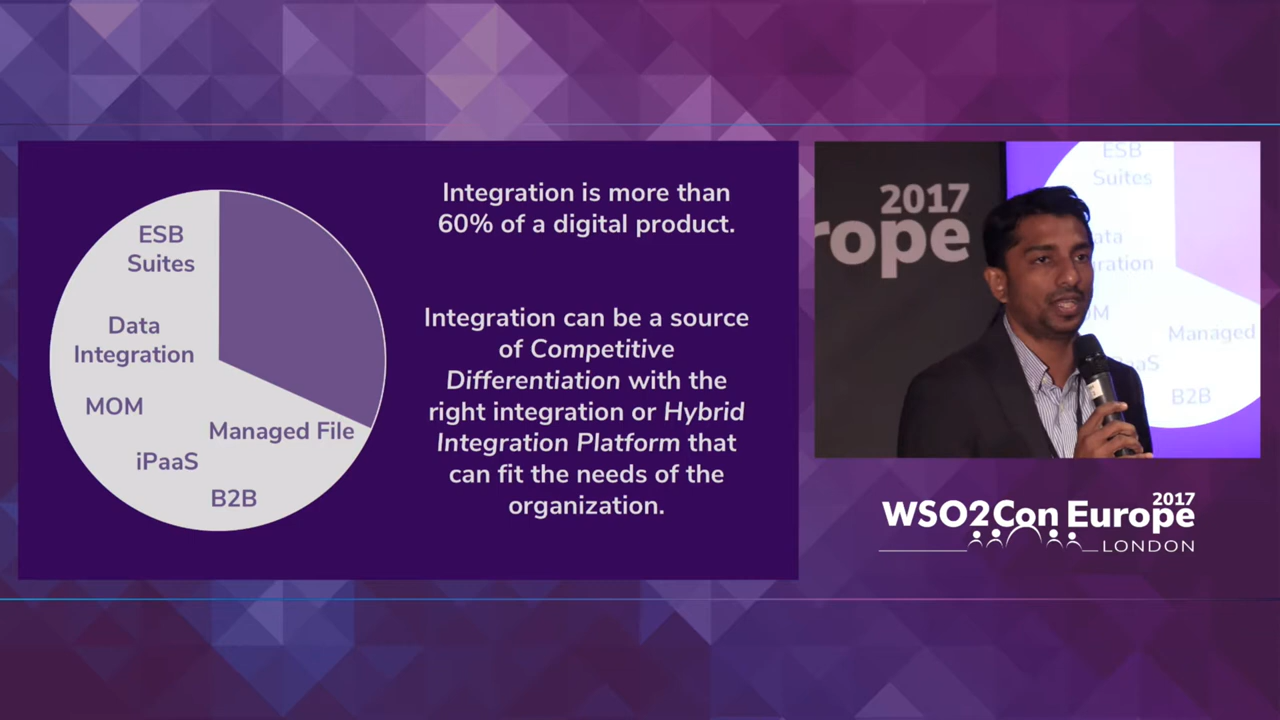 ESB
Suites
Data
Integration
MOM
Managed File
iPaaS
B2B
Integration is more than
60% of a digital product.
Integration can be a source
of Competitive
Differentiation with the
right integration or Hybrid
Integration Platform that
can fit the needs of the
organization.
2017
rope
ESB
Suites
ata
ration
M
Managed
aaS
B2B
2017
WSO2Con Europe
LONDON